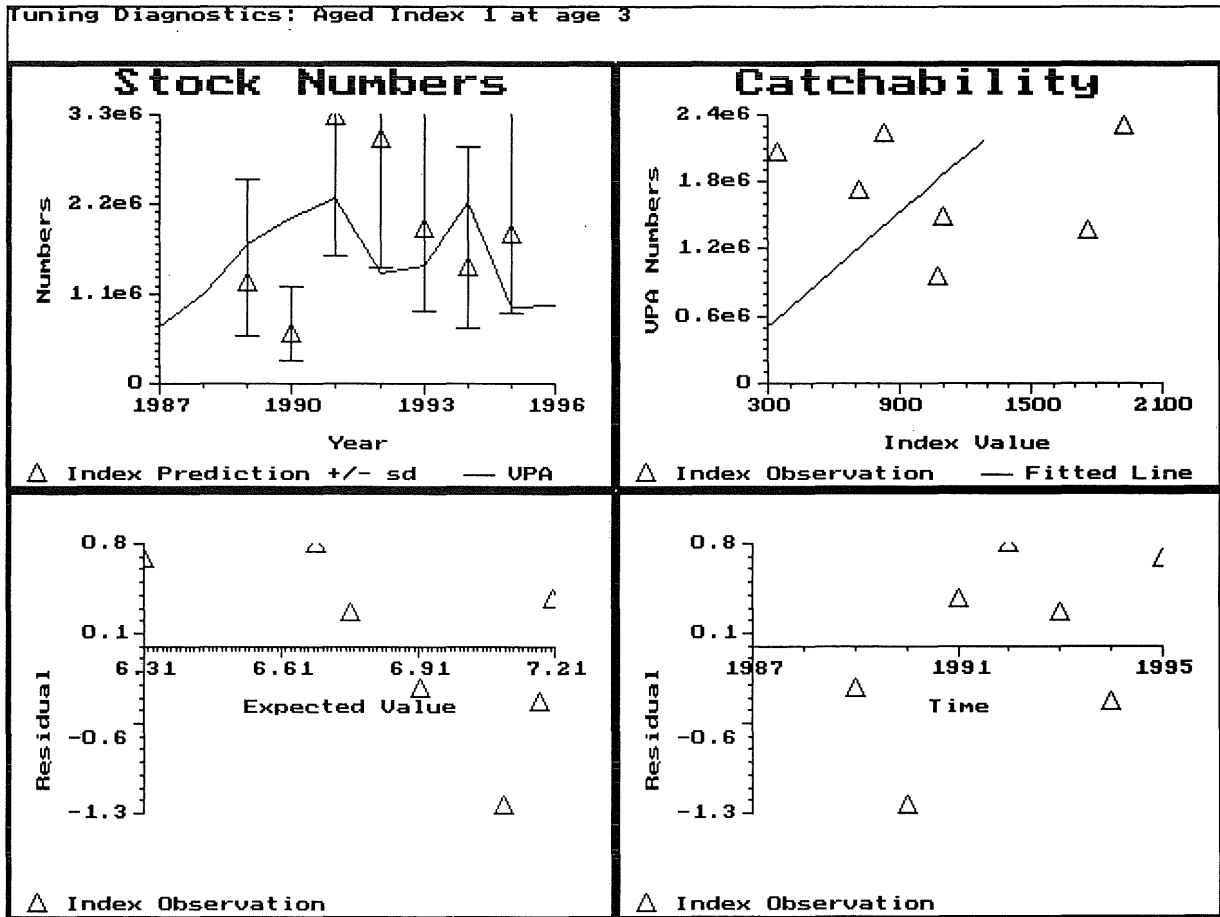 Tuning Diagnostics: Aged Index 1 at age 3
Stock Numbers
3.3e6
2.2e6
1.1e6
0
Numbers
1987 1990 1993 1996
Year
Index Prediction +/- sd VPA
Catchability
2.4e6
1.8e6
1.2e6
0.6e6
0
VPA Numbers
300 900 1500 2100
Index Value
Index Observation Fitted Line
0.8
0.1
-0.6
-1.3
Residual
6.31 6.61 6.91 7.21
Expected Value
Index Observation
0.8
0.1
-0.6
-1.3
Residual
1987 1991 1995
Time
Index Observation